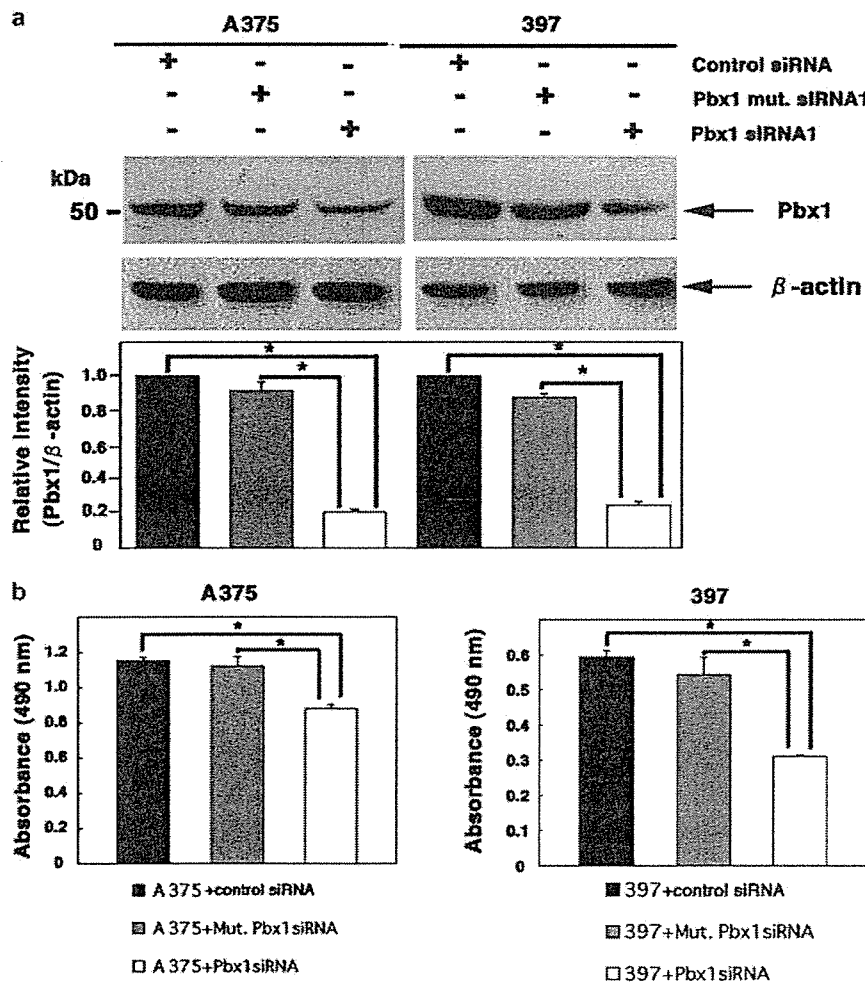 a
A375 397
+ - - + - - Control siRNA
- + - - + - Pbx1 mut. siRNA1
- - + - - + Pbx1 siRNA1
kDa
50 Pbx1
β-actin
Relative Intensity
(Pbx1/β-actin)
* * * *
1.0
0.8
0.6
0.4
0.2
0
b
A375
Absorbance (490 nm)
1.2
1.0
0.8
0.6
0.4
0.2
0
* *
A375+control siRNA
A375+Mut. Pbx1siRNA
A375+Pbx1siRNA
397
Absorbance (490 nm)
0.6
0.5
0.4
0.3
0.2
0.1
0
* *
397+control siRNA
397+Mut. Pbx1siRNA
397+Pbx1siRNA